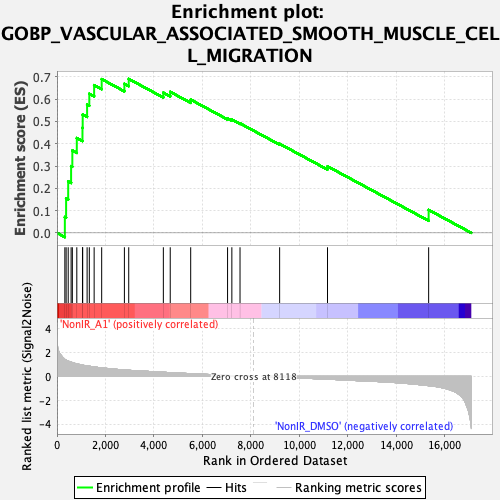 Enrichment plot:
GOBP_VASCULAR_ASSOCIATED_SMOOTH_MUSCLE_CEL
L_MIGRATION
Enrichment score (ES)
0.7
0.6
0.5
0.4
0.3
0.2
0.1
0.0
'NonIR_A1' (positively correlated)
Ranked list metric (Signal2Noise)
4
2
0
-2
-4
Zero cross at 8118
'NonIR_DMSO' (negatively correlated)
0
2,000
4,000
6,000
8,000
10,000
12,000
14,000
16,000
Rank in Ordered Dataset
Enrichment profile
Hits
Ranking metric scores